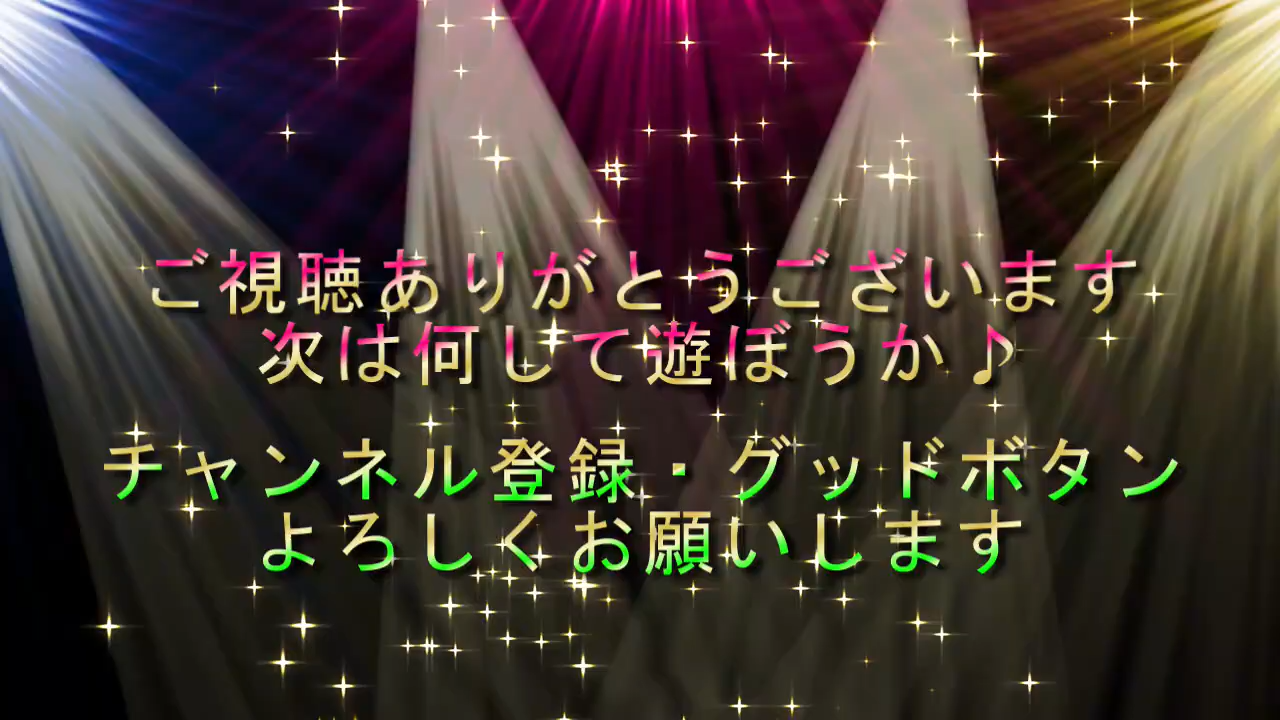 ご視聴ありがとうございます
次は何して遊ぼうか♪
チャンネル登録・グッドボタン
よろしくお願いします